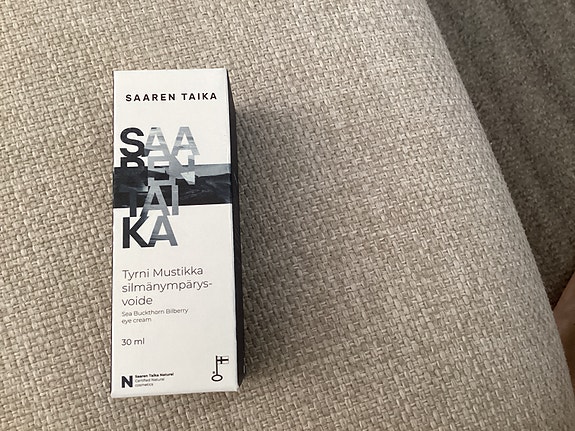 SAAREN TAIKA
SAA
REN
TAI
KA
Tyrni Mustikka
silmänympärys-
voide
Sea Buckthorn Bilberry
eye cream
30 ml
N Saaren Taika Natural
Certified Natural
cosmetics